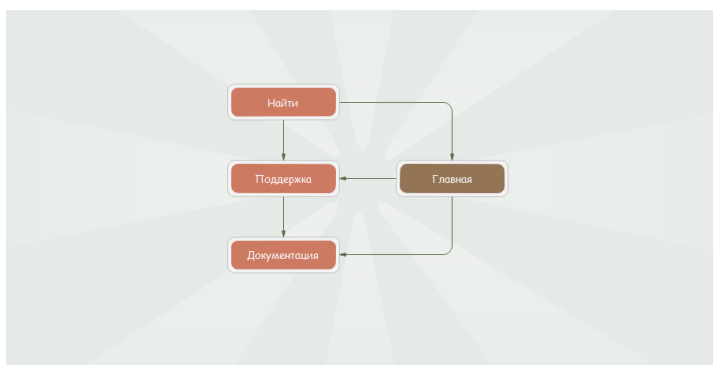 Найти
Поддержка
Главная
Документация